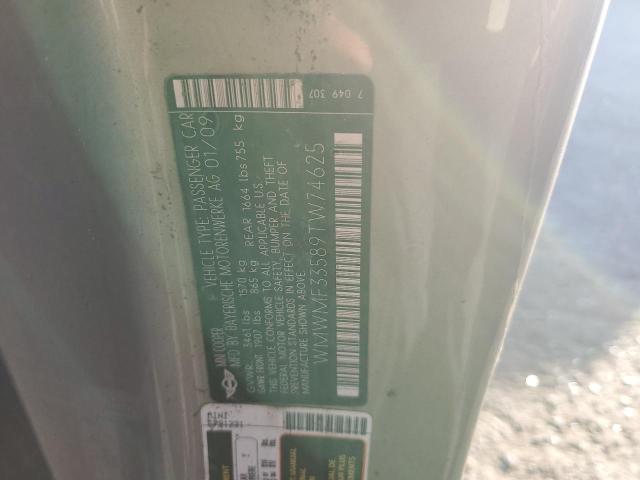 MINI COOPER
VEHICLE TYPE: PASSENGER CAR
MFD BY BAYERISCHE MOTORENWERKE AG 01/09
GVWR 3461 lbs 1570 kg REAR 1664 lbs 755 kg
GAWR FRONT 1907 lbs 865 kg
THIS VEHICLE CONFORMS TO ALL APPLICABLE U.S.
FEDERAL MOTOR VEHICLE SAFETY, BUMPER AND THEFT
PREVENTION STANDARDS IN EFFECT ON THE DATE OF
MANUFACTURE SHOWN ABOVE.
WMWMF33589TW74625
7 049 307
MINI